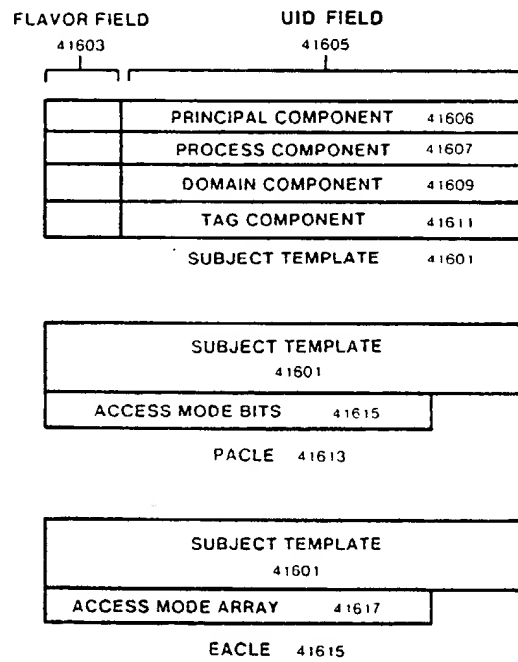 FLAVOR FIELD UID FIELD
41603 41605
PRINCIPAL COMPONENT 41606
PROCESS COMPONENT 41607
DOMAIN COMPONENT 41609
TAG COMPONENT 41611
SUBJECT TEMPLATE 41601
SUBJECT TEMPLATE
41601
ACCESS MODE BITS 41615
PACLE 41613
SUBJECT TEMPLATE
41601
ACCESS MODE ARRAY 41617
EACLE 41615